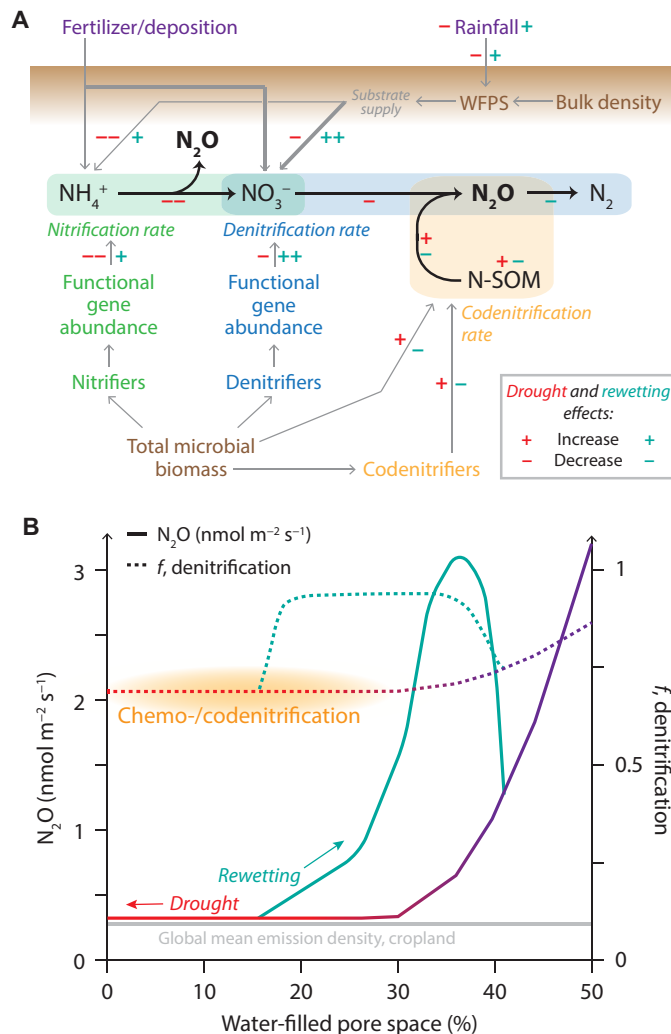 A
Fertilizer/deposition
− Rainfall +
− +
Substrate
supply
WFPS
Bulk density
−− +
N₂O
− ++
NH₄⁺
−−
NO₃⁻
−
N₂O
−
N₂
Nitrification rate
Denitrification rate
+
−
+ −
N-SOM
−− +
− ++
Codenitrification
rate
Functional
gene
abundance
Functional
gene
abundance
+ −
+ −
Nitrifiers
Denitrifiers
Drought and rewetting
effects:
+ Increase +
− Decrease −
Total microbial
biomass
Codenitrifiers
B
N₂O (nmol m⁻² s⁻¹)
f, denitrification
3
2
1
0
N₂O (nmol m⁻² s⁻¹)
1
0.5
0
f, denitrification
Chemo-/codenitrification
Rewetting
Drought
Global mean emission density, cropland
0 10 20 30 40 50
Water-filled pore space (%)